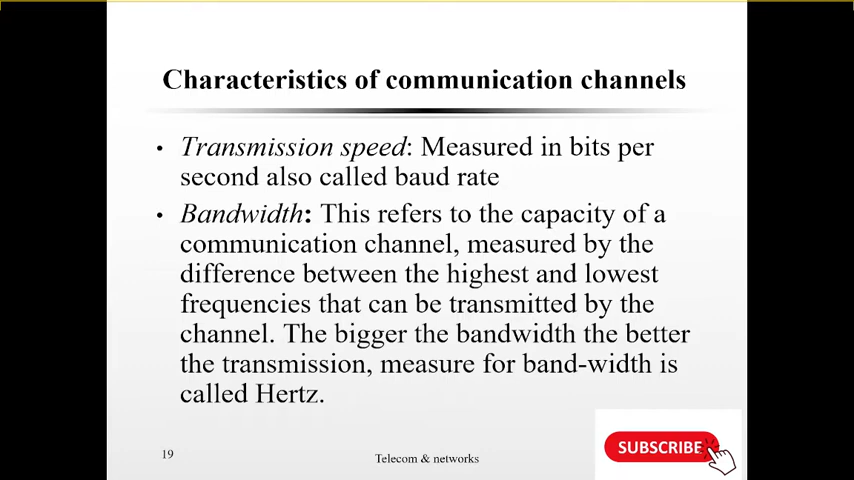 Characteristics of communication channels
• Transmission speed: Measured in bits per
second also called baud rate
• Bandwidth: This refers to the capacity of a
communication channel, measured by the
difference between the highest and lowest
frequencies that can be transmitted by the
channel. The bigger the bandwidth the better
the transmission, measure for band-width is
called Hertz.
19
Telecom & networks
SUBSCRIBE